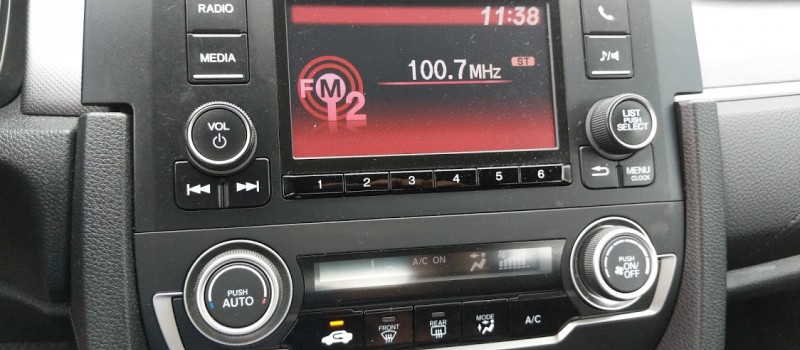 RADIO
11:38
MEDIA
100.7MHz
ST
FM
2
VOL
LIST
PUSH
SELECT
MENU
CLOCK
1 2 3 4 5 6
A/C ON
PUSH
AUTO
PUSH
ON/
OFF
FRONT
REAR
MODE
A/C